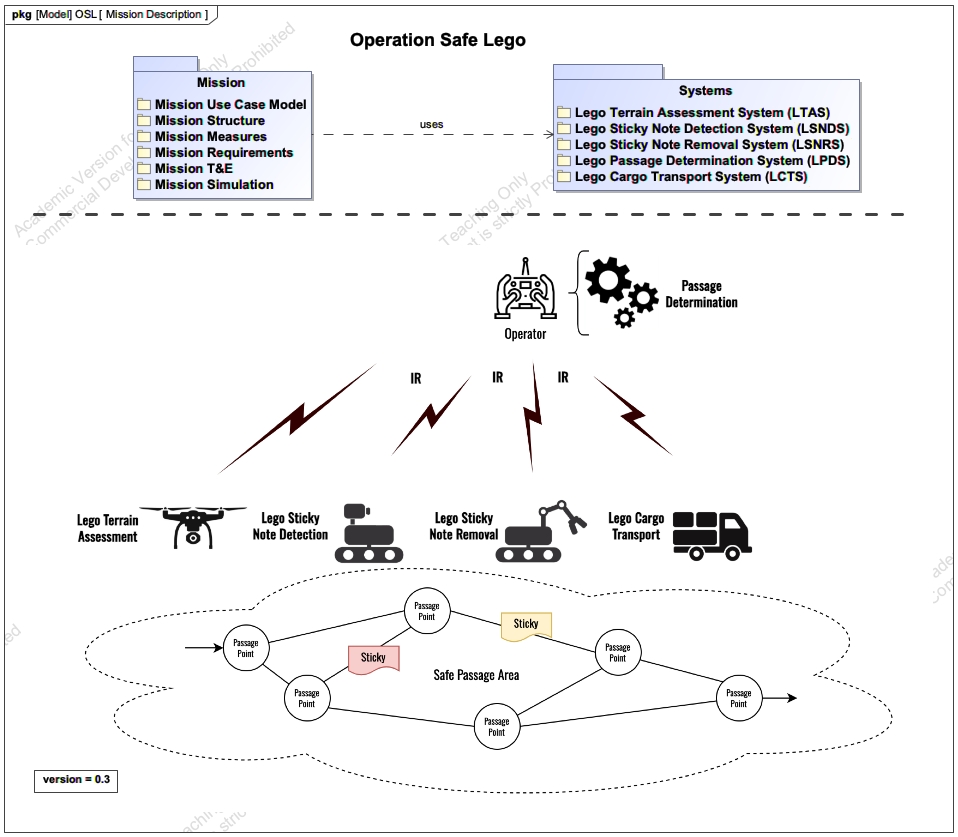 pkg [Model] OSL [ Mission Description ]
Operation Safe Lego
Mission
Mission Use Case Model
Mission Structure
Mission Measures
Mission Requirements
Mission T&E
Mission Simulation
uses
Systems
Lego Terrain Assessment System (LTAS)
Lego Sticky Note Detection System (LSNDS)
Lego Sticky Note Removal System (LSNRS)
Lego Passage Determination System (LPDS)
Lego Cargo Transport System (LCTS)
Academic Version for
Commercial Devel
Only
Prohibited
Teaching Only
t is strictly Pro
Operator
Passage
Determination
IR
IR
IR
Lego Terrain
Assessment
Lego Sticky
Note Detection
Lego Sticky
Note Removal
Lego Cargo
Transport
Passage
Point
Passage
Point
Passage
Point
Passage
Point
Passage
Point
Passage
Point
Sticky
Sticky
Safe Passage Area
version = 0.3